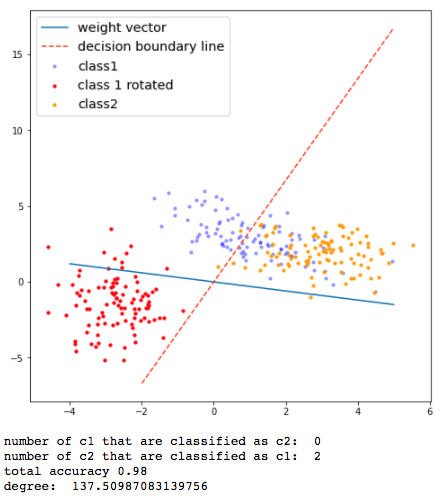 weight vector
decision boundary line
class1
class 1 rotated
class2
15
10
5
0
−5
−4 −2 0 2 4 6
number of c1 that are classified as c2:  0
number of c2 that are classified as c1:  2
total accuracy 0.98
degree:  137.50987083139756